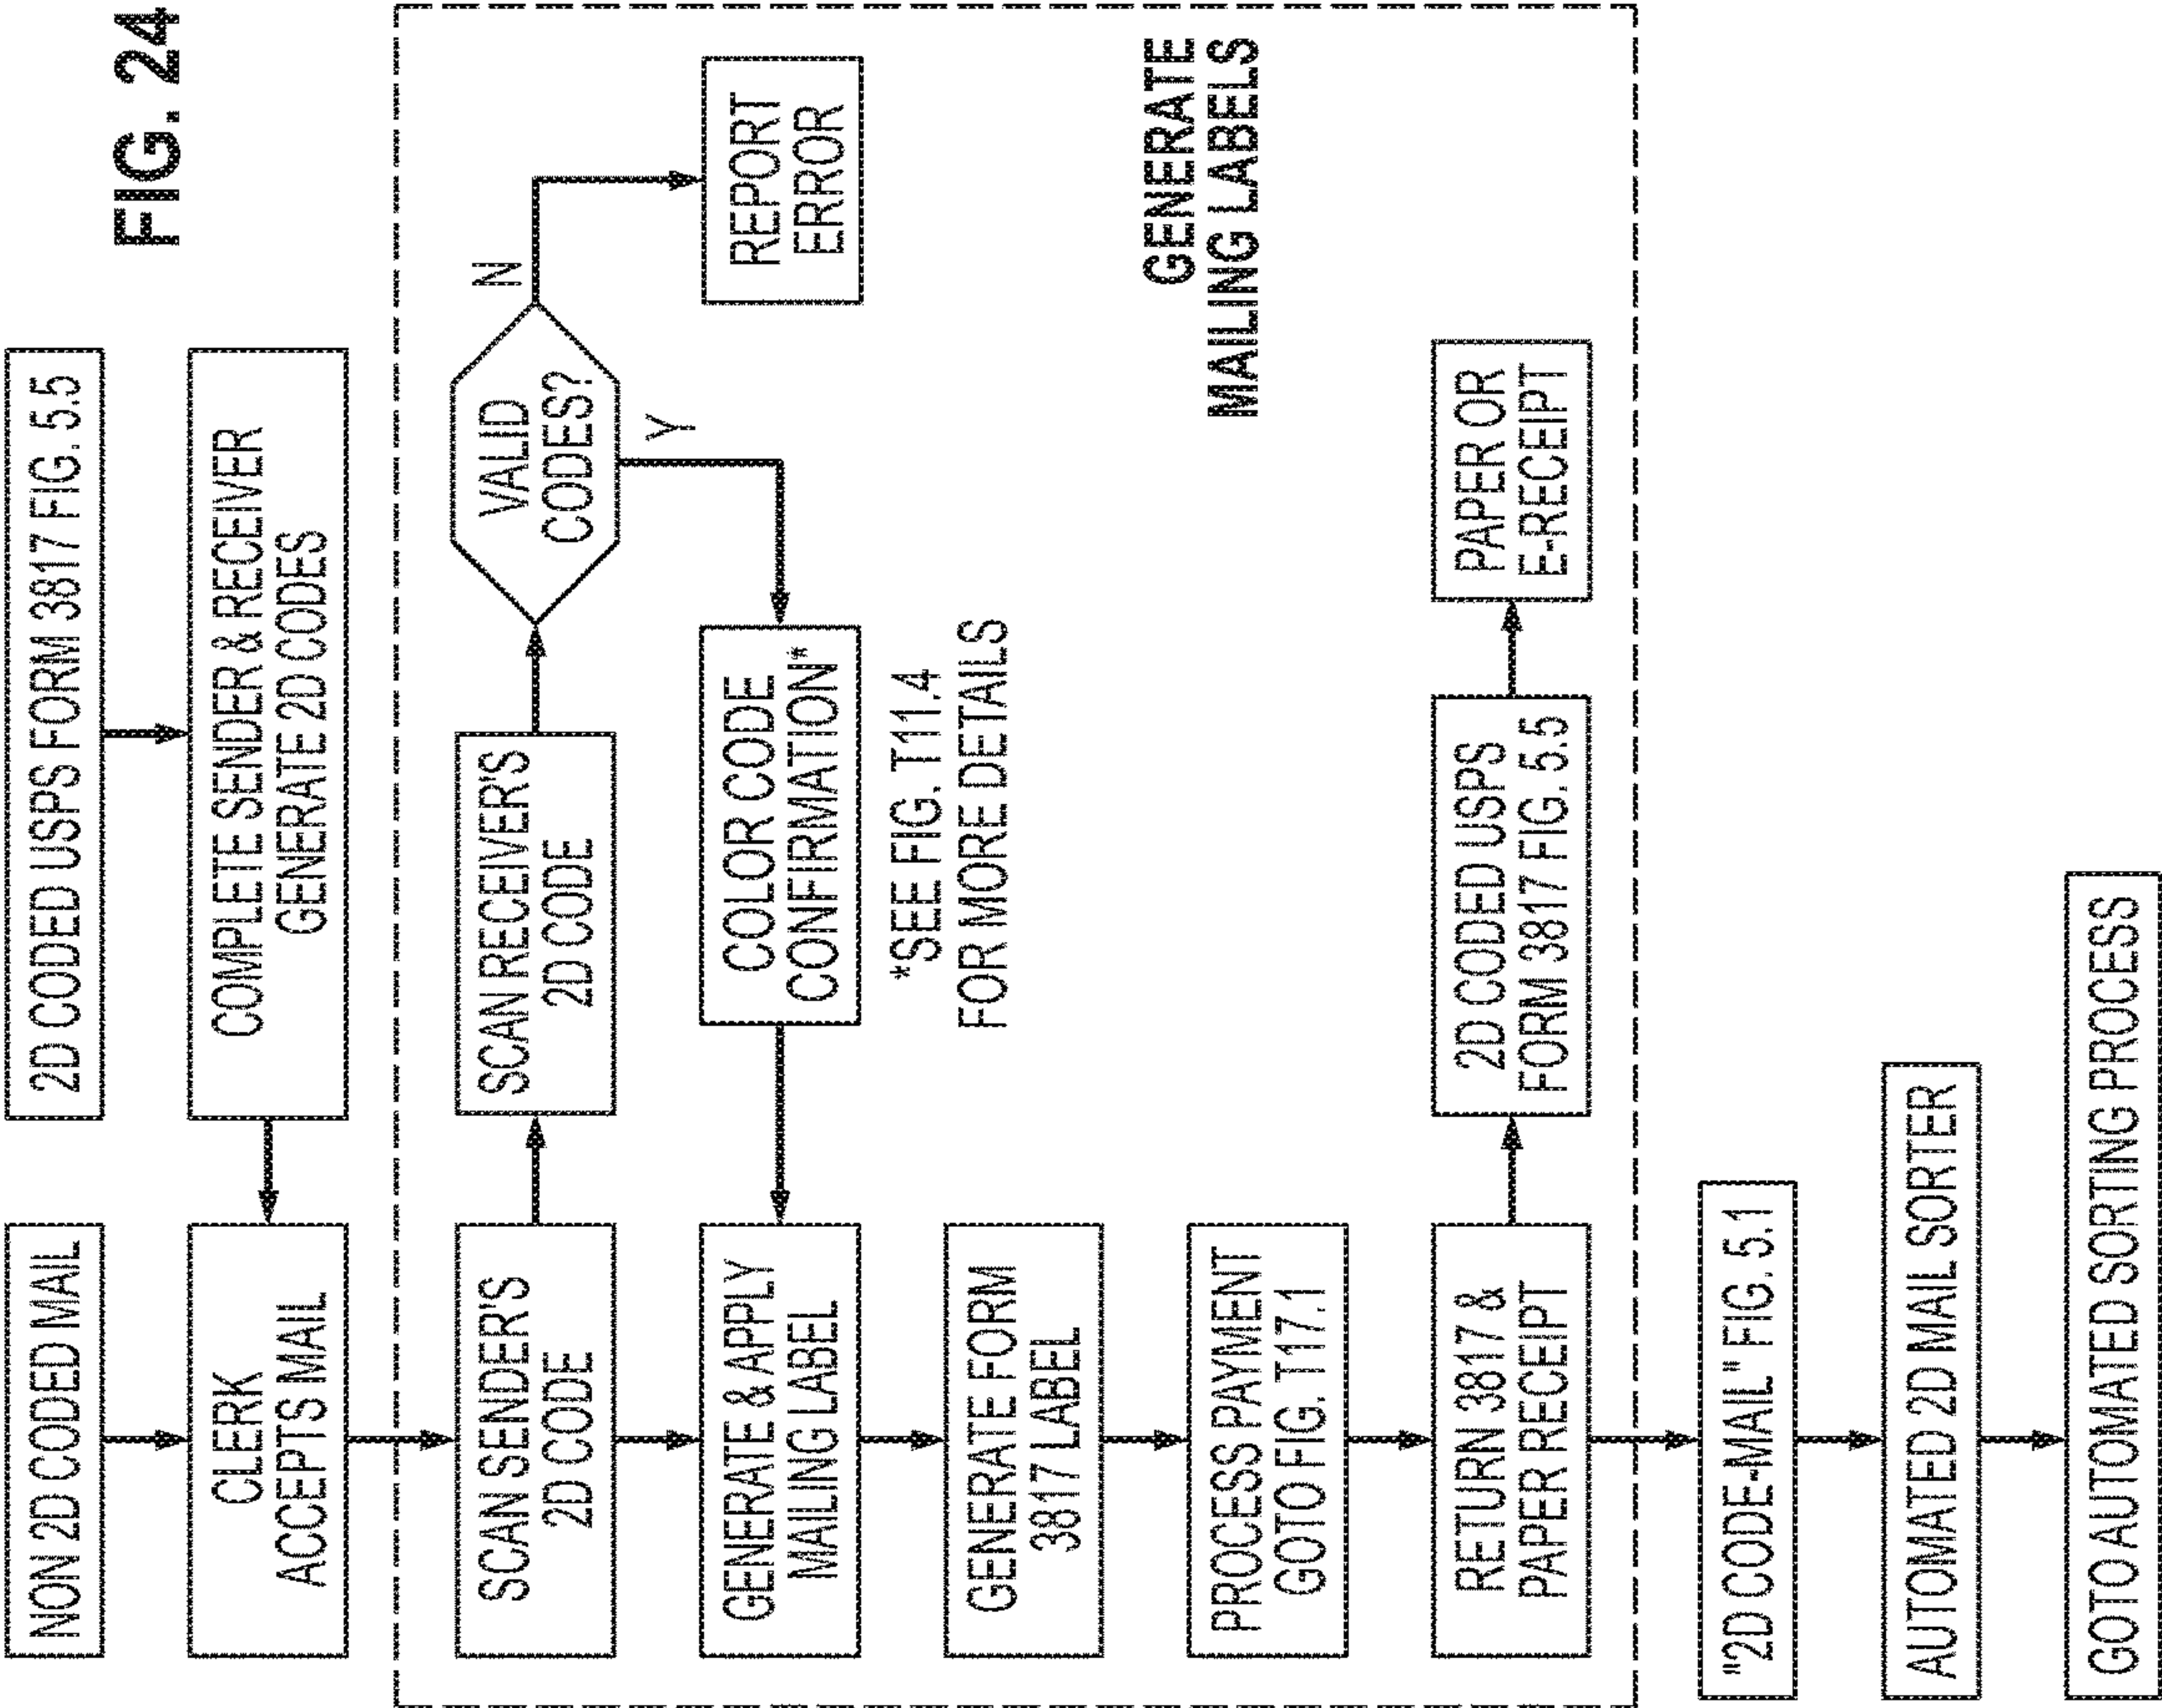 FIG. 24
NON 2D CODED MAIL
2D CODED USPS FORM 3817 FIG. 5.5
CLERK
ACCEPTS MAIL
COMPLETE SENDER & RECEIVER
GENERATE 2D CODES
SCAN SENDER'S
2D CODE
SCAN RECEIVER'S
2D CODE
VALID
CODES?
N
Y
REPORT
ERROR
GENERATE & APPLY
MAILING LABEL
COLOR CODE
CONFIRMATION*
*SEE FIG. T11.4
FOR MORE DETAILS
GENERATE FORM
3817 LABEL
GENERATE
MAILING LABELS
PROCESS PAYMENT
GOTO FIG. T17.1
RETURN 3817 &
PAPER RECEIPT
2D CODED USPS
FORM 3817 FIG. 5.5
PAPER OR
E-RECEIPT
"2D CODE-MAIL" FIG. 5.1
AUTOMATED 2D MAIL SORTER
GOTO AUTOMATED SORTING PROCESS